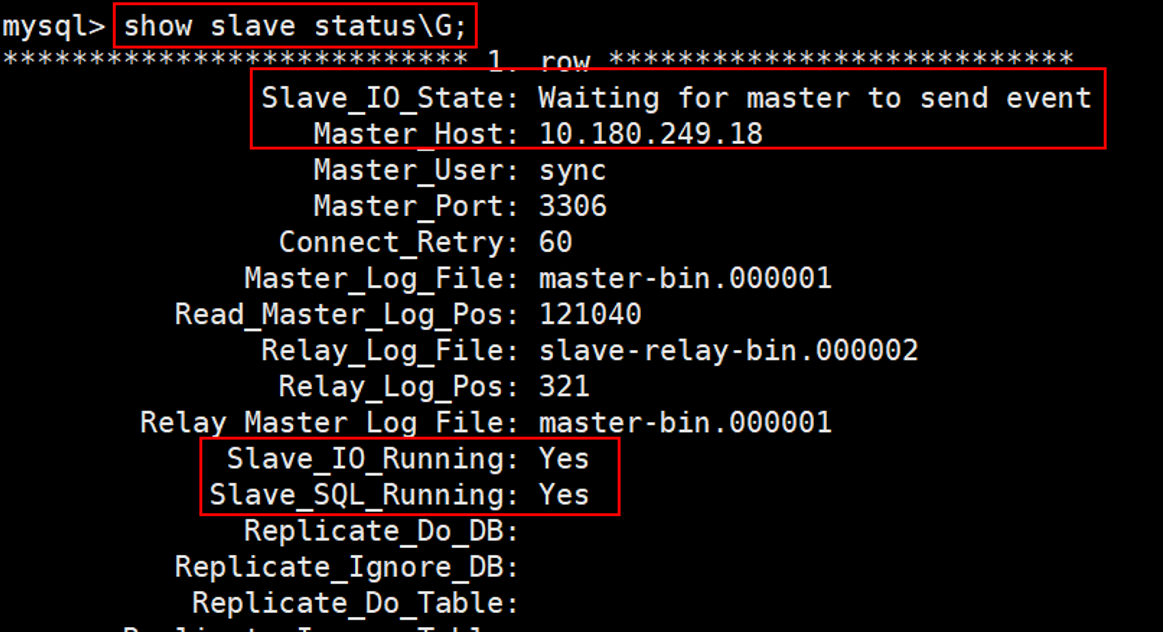 mysql> show slave status\G;
*************************** 1. row ***************************
Slave_IO_State: Waiting for master to send event
Master_Host: 10.180.249.18
Master_User: sync
Master_Port: 3306
Connect_Retry: 60
Master_Log_File: master-bin.000001
Read_Master_Log_Pos: 121040
Relay_Log_File: slave-relay-bin.000002
Relay_Log_Pos: 321
Relay_Master_Log_File: master-bin.000001
Slave_IO_Running: Yes
Slave_SQL_Running: Yes
Replicate_Do_DB:
Replicate_Ignore_DB:
Replicate_Do_Table: